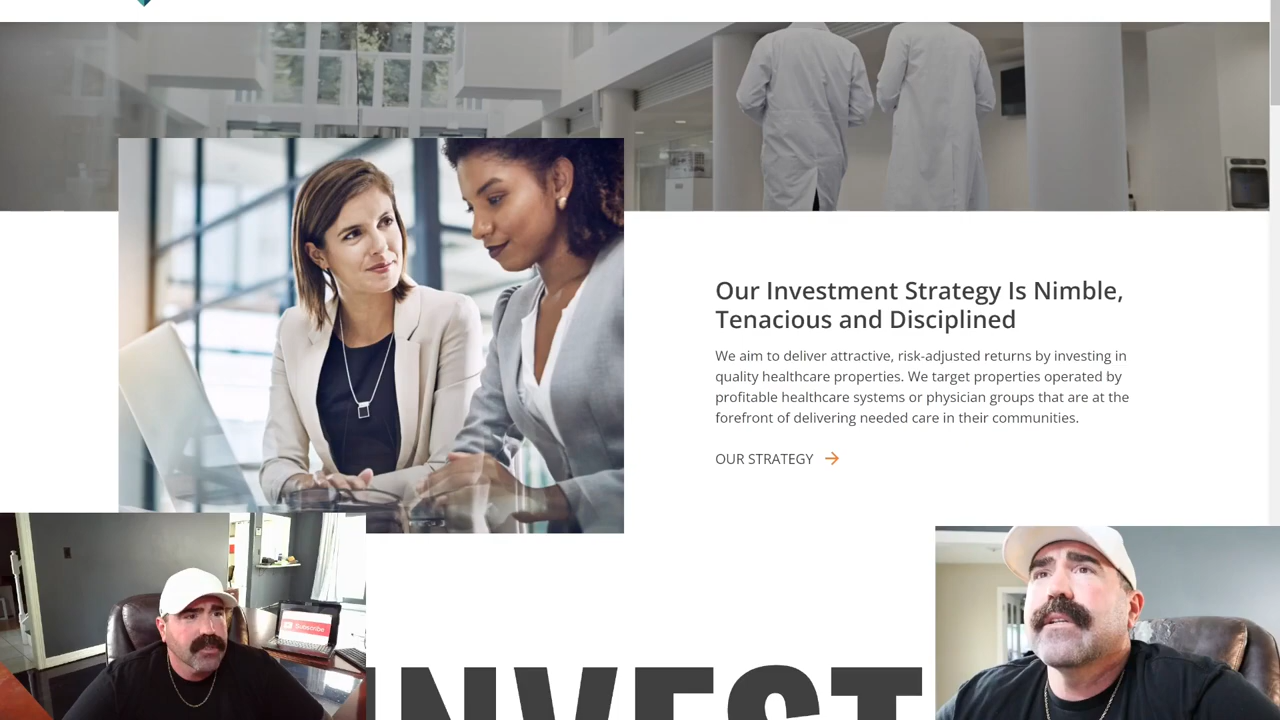 Our Investment Strategy Is Nimble,
Tenacious and Disciplined
We aim to deliver attractive, risk-adjusted returns by investing in
quality healthcare properties. We target properties operated by
profitable healthcare systems or physician groups that are at the
forefront of delivering needed care in their communities.
OUR STRATEGY
Subscribe
INVEST